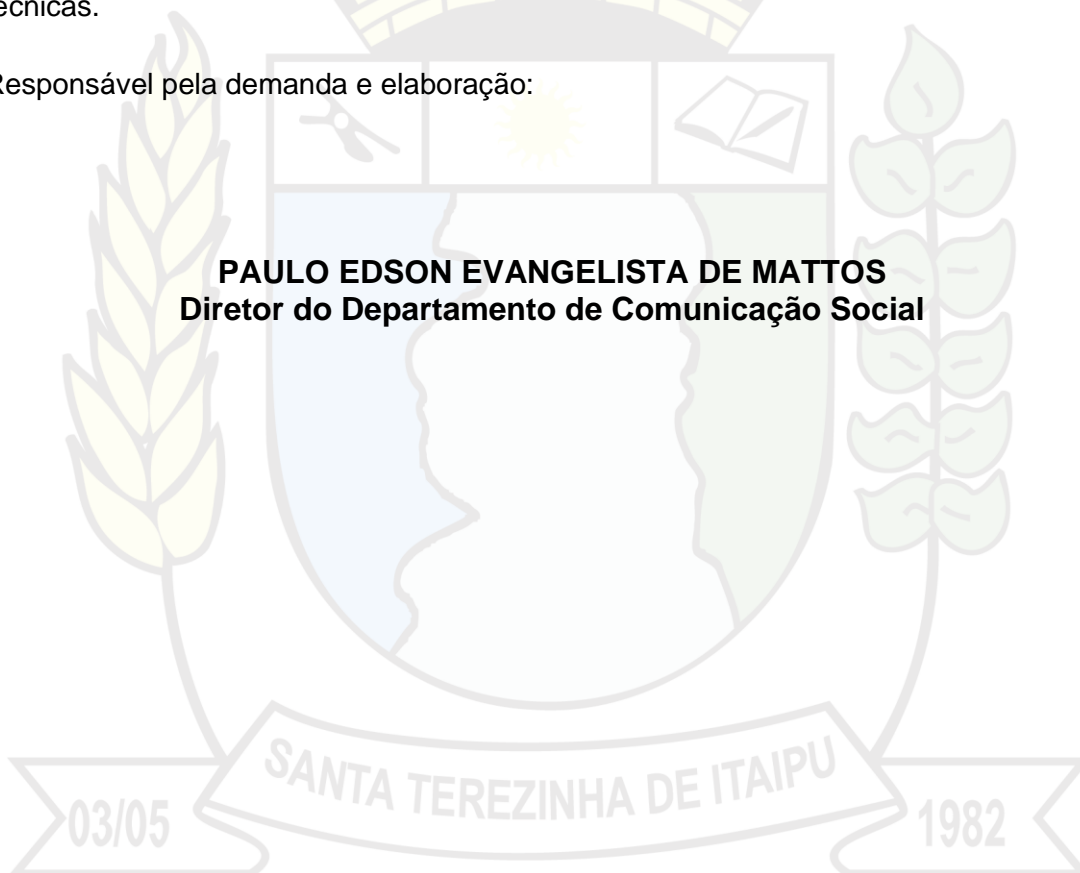 écnicas.
Responsável pela demanda e elaboração:
PAULO EDSON EVANGELISTA DE MATTOS
Diretor do Departamento de Comunicação Social
SANTA TEREZINHA DE ITAIPU
03/05
1982